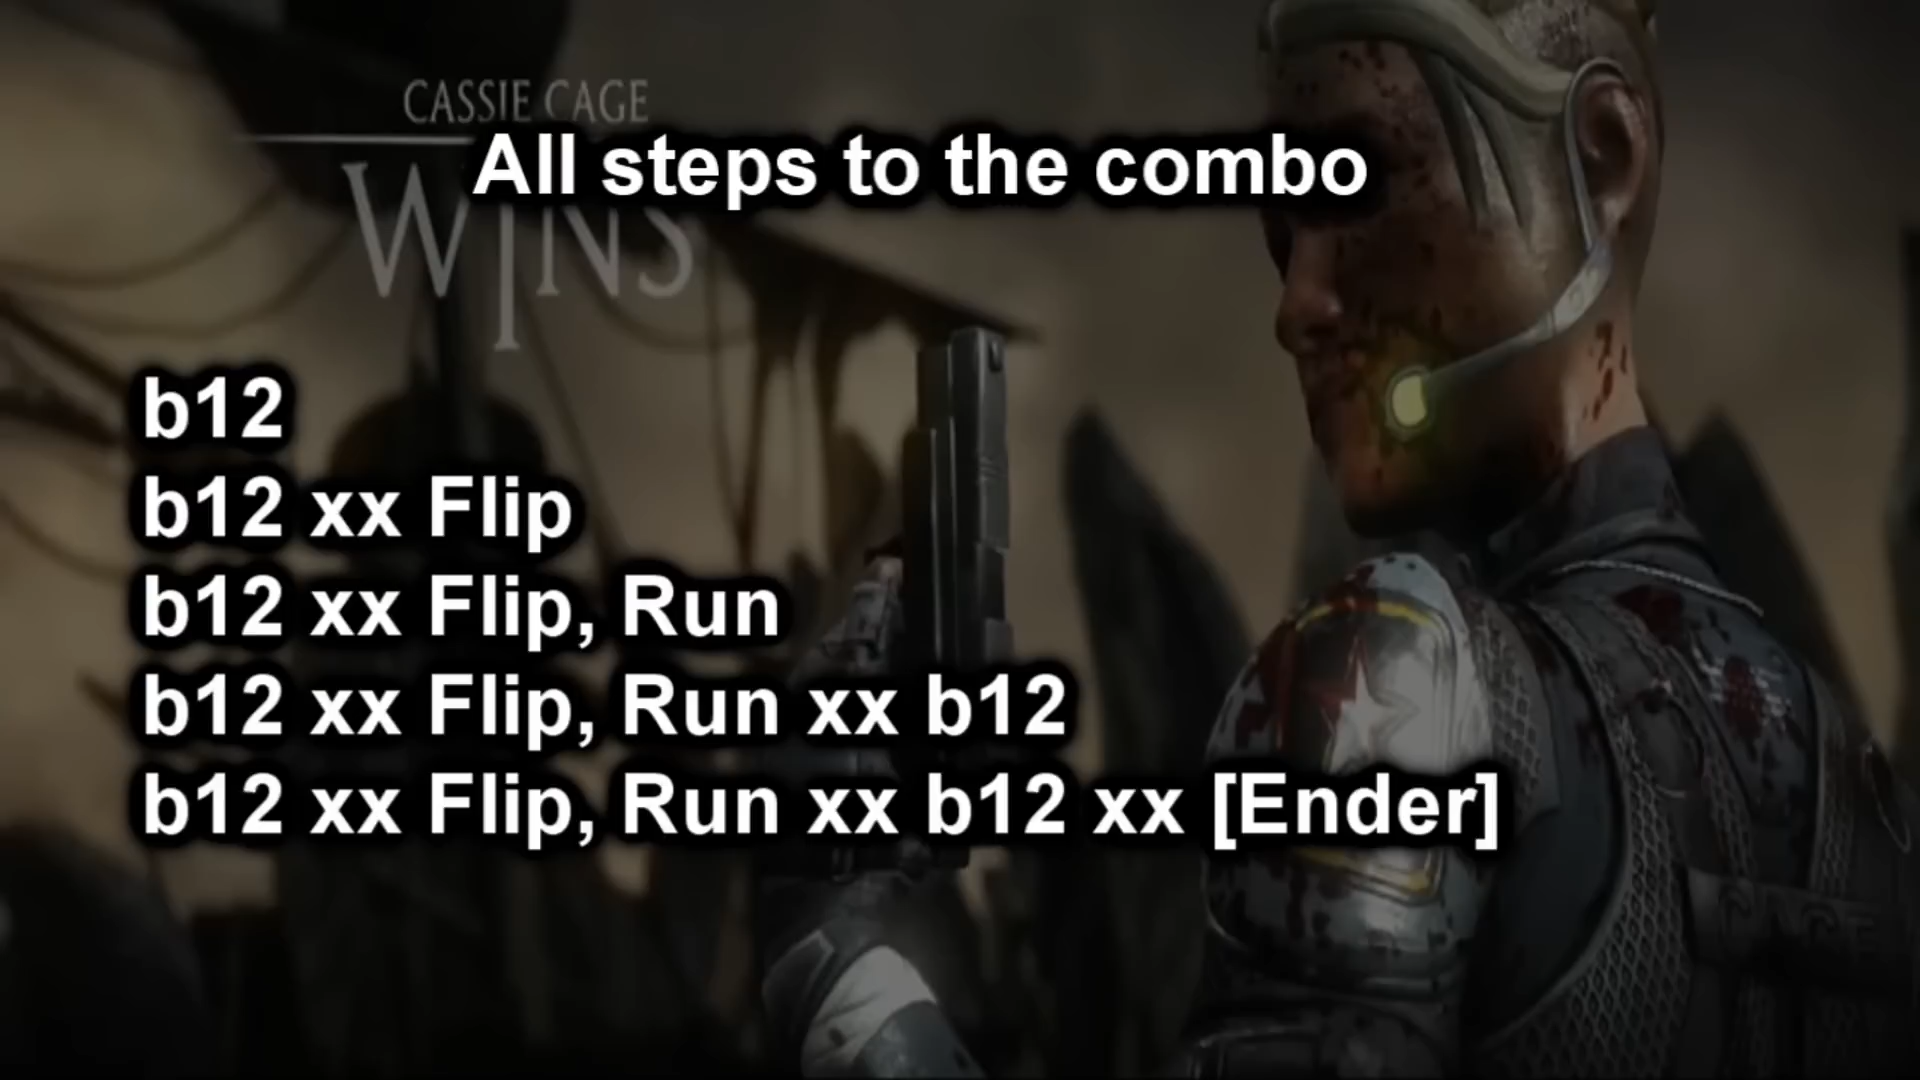 CASSIE CAGE
WINS
All steps to the combo
b12
b12 xx Flip
b12 xx Flip, Run
b12 xx Flip, Run xx b12
b12 xx Flip, Run xx b12 xx [Ender]
CAGE